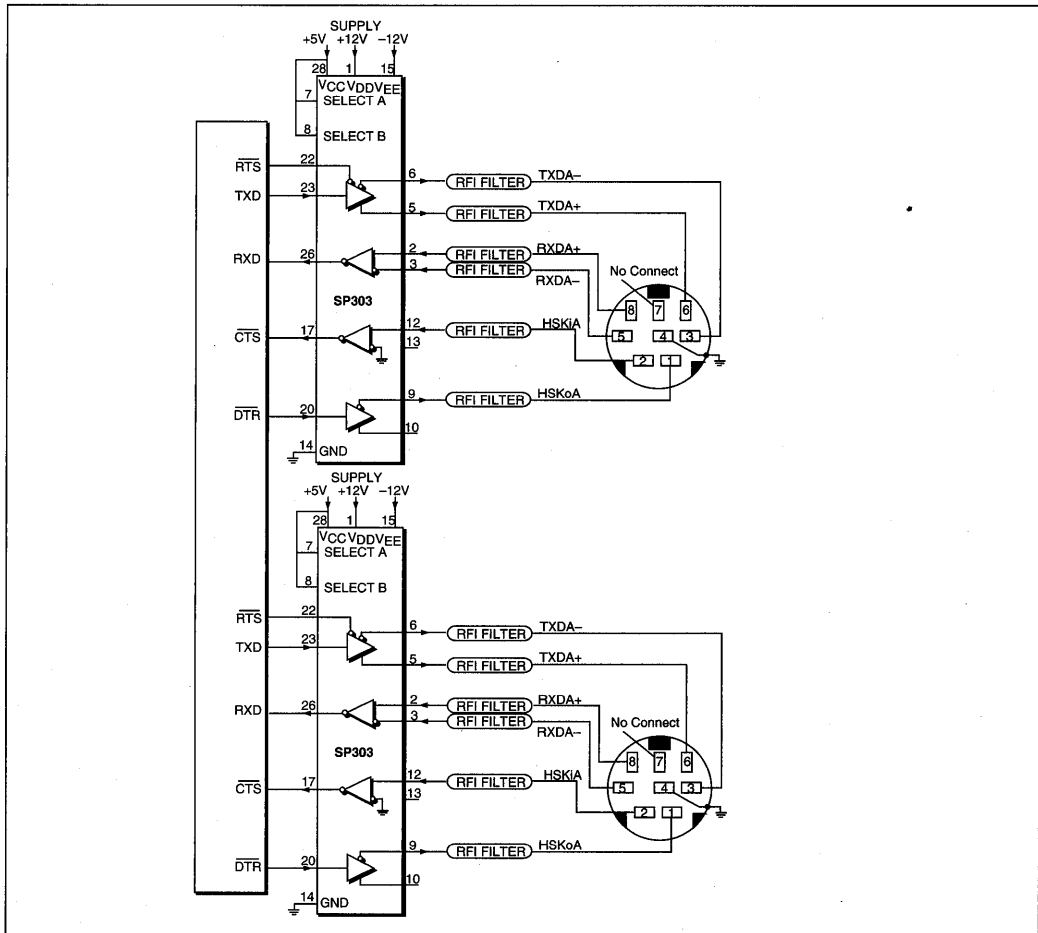 SUPPLY
+5V +12V −12V
28 1 15
VCC VDD VEE
7 SELECT A
8 SELECT B
RTS 22 6 RFI FILTER TXDA−
TXD 23 5 RFI FILTER TXDA+
RXD 26 2 RFI FILTER RXDA+
3 RFI FILTER RXDA−
No Connect
8 7 6
SP303
5 4 3
CTS 17 12 RFI FILTER HSKiA
13
2 1
DTR 20 9 RFI FILTER HSKoA
10
14 GND
SUPPLY
+5V +12V −12V
28 1 15
VCC VDD VEE
7 SELECT A
8 SELECT B
RTS 22 6 RFI FILTER TXDA−
TXD 23 5 RFI FILTER TXDA+
RXD 26 2 RFI FILTER RXDA+
3 RFI FILTER RXDA−
No Connect
8 7 6
SP303
5 4 3
CTS 17 12 RFI FILTER HSKiA
13
2 1
DTR 20 9 RFI FILTER HSKoA
10
14 GND